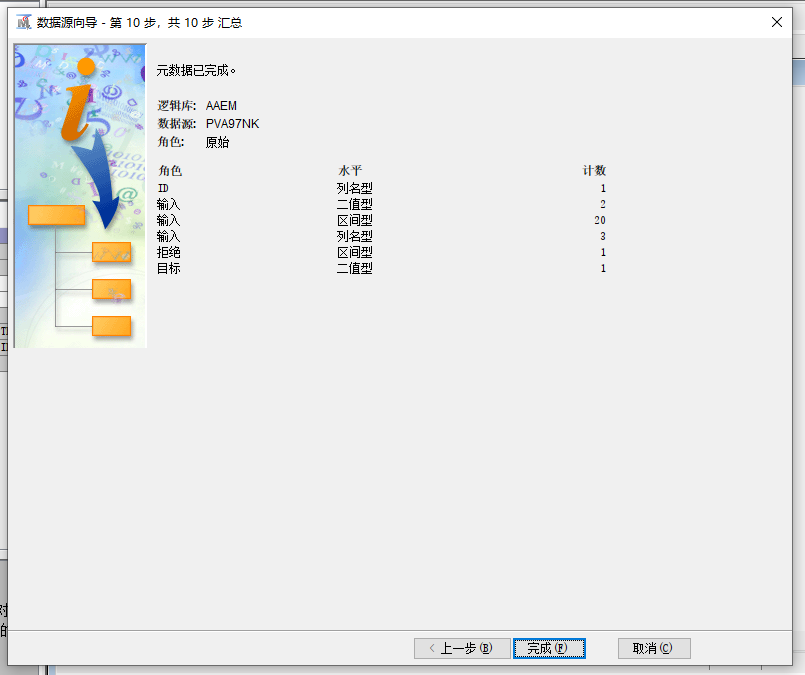 数据源向导 - 第 10 步，共 10 步 汇总
元数据已完成。
逻辑库: AAEM
数据源: PVA97NK
角色: 原始
角色 水平 计数
ID 列名型 1
输入 二值型 2
输入 区间型 20
输入 列名型 3
拒绝 区间型 1
目标 二值型 1
< 上一步(B) 完成(F) 取消(C)